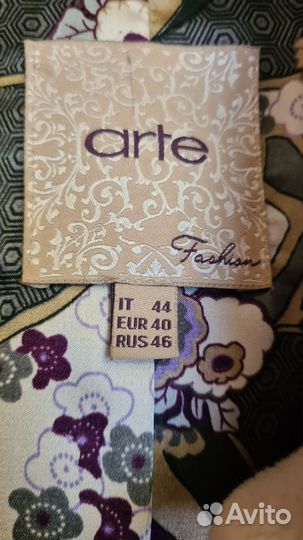 arte
Fashion
IT 44
EUR 40
RUS 46
Avito